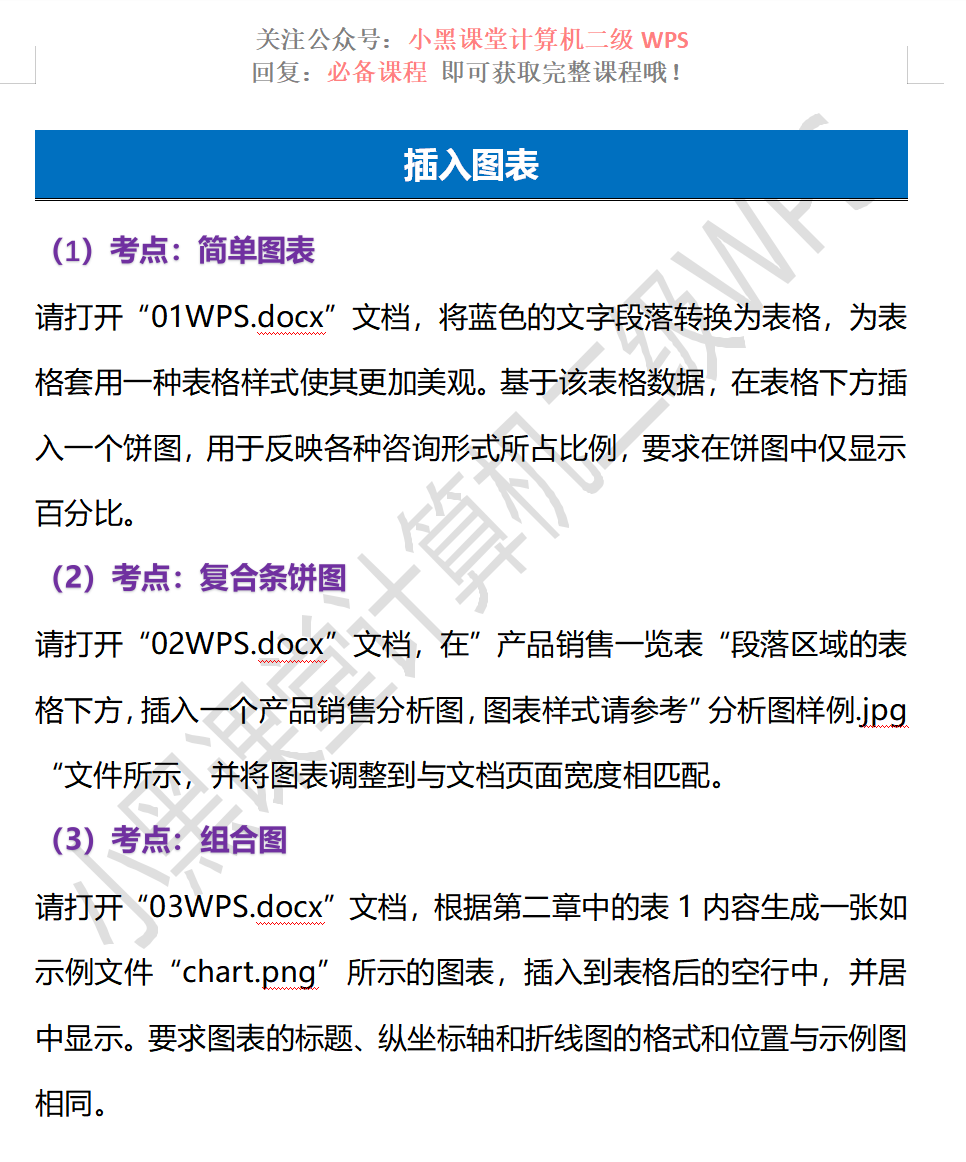 关注公众号：小黑课堂计算机二级 WPS
回复：必备课程 即可获取完整课程哦！
插入图表
（1）考点：简单图表
请打开“01WPS.docx”文档，将蓝色的文字段落转换为表格，为表
格套用一种表格样式使其更加美观。基于该表格数据，在表格下方插
入一个饼图，用于反映各种咨询形式所占比例，要求在饼图中仅显示
百分比。
（2）考点：复合条饼图
请打开“02WPS.docx”文档，在”产品销售一览表“段落区域的表
格下方，插入一个产品销售分析图，图表样式请参考”分析图样例.jpg
“文件所示，并将图表调整到与文档页面宽度相匹配。
（3）考点：组合图
请打开“03WPS.docx”文档，根据第二章中的表 1 内容生成一张如
示例文件“chart.png”所示的图表，插入到表格后的空行中，并居
中显示。要求图表的标题、纵坐标轴和折线图的格式和位置与示例图
相同。
小黑课堂计算机二级WPS